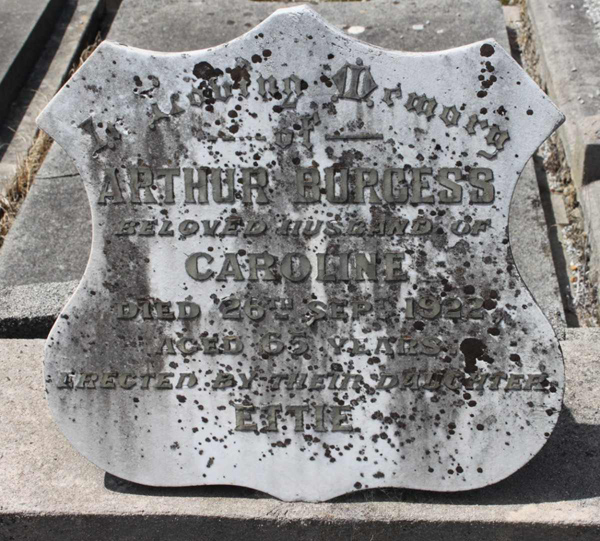 In Loving Memory
of
ARTHUR BURGESS
BELOVED HUSBAND OF
CAROLINE
DIED 26TH SEPT 1922
AGED 65 YEARS
ERECTED BY THEIR DAUGHTER
EFFIE